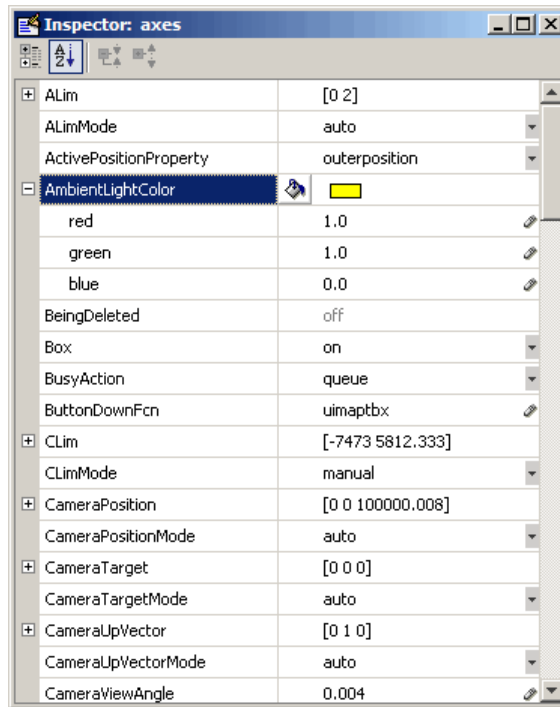 Inspector: axes
A
Z
ALim [0 2]
ALimMode auto
ActivePositionProperty outerposition
AmbientLightColor
red 1.0
green 1.0
blue 0.0
BeingDeleted off
Box on
BusyAction queue
ButtonDownFcn uimaptbx
CLim [-7473 5812.333]
CLimMode manual
CameraPosition [0 0 100000.008]
CameraPositionMode auto
CameraTarget [0 0 0]
CameraTargetMode auto
CameraUpVector [0 1 0]
CameraUpVectorMode auto
CameraViewAngle 0.004